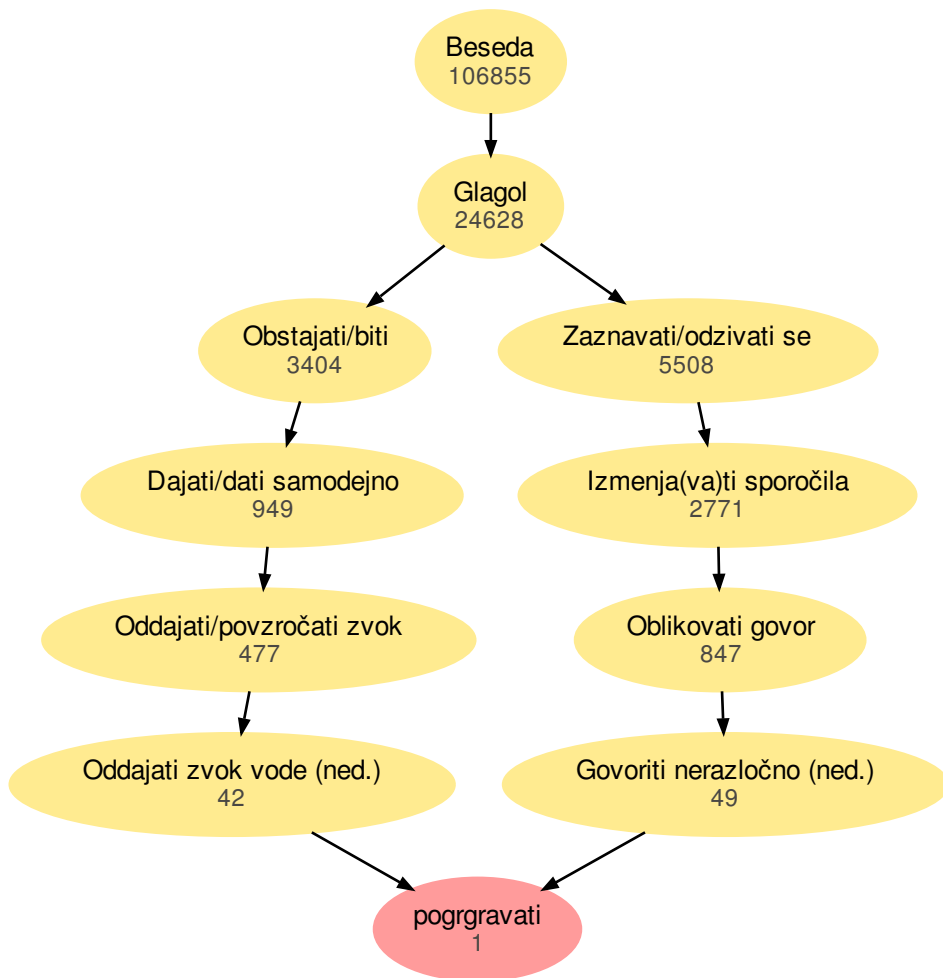 Beseda
106855
Glagol
24628
Obstajati/biti
3404
Zaznavati/odzivati se
5508
Dajati/dati samodejno
949
Izmenja(va)ti sporočila
2771
Oddajati/povzročati zvok
477
Oblikovati govor
847
Oddajati zvok vode (ned.)
42
Govoriti nerazločno (ned.)
49
pogrgravati
1